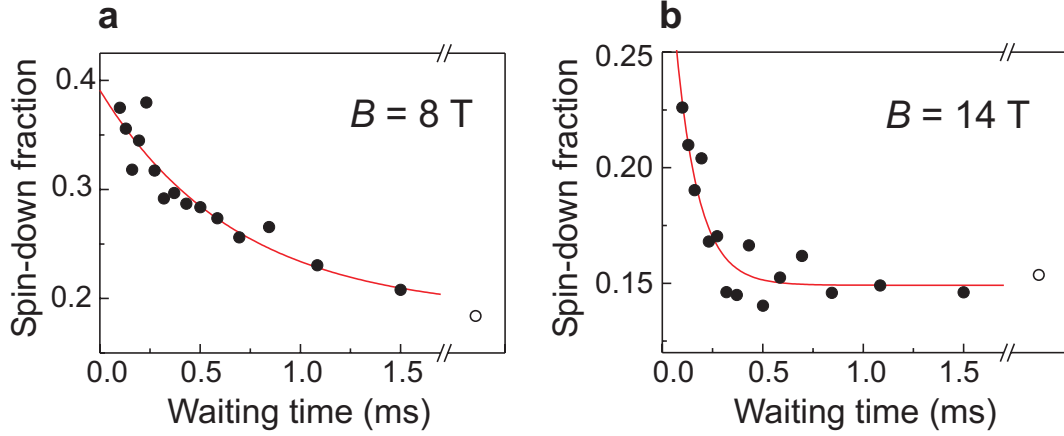 a
b
0.4
0.3
0.2
Spin-down fraction
B = 8 T
0.0
0.5
1.0
1.5
Waiting time (ms)
0.25
0.20
0.15
Spin-down fraction
B = 14 T
0.0
0.5
1.0
1.5
Waiting time (ms)